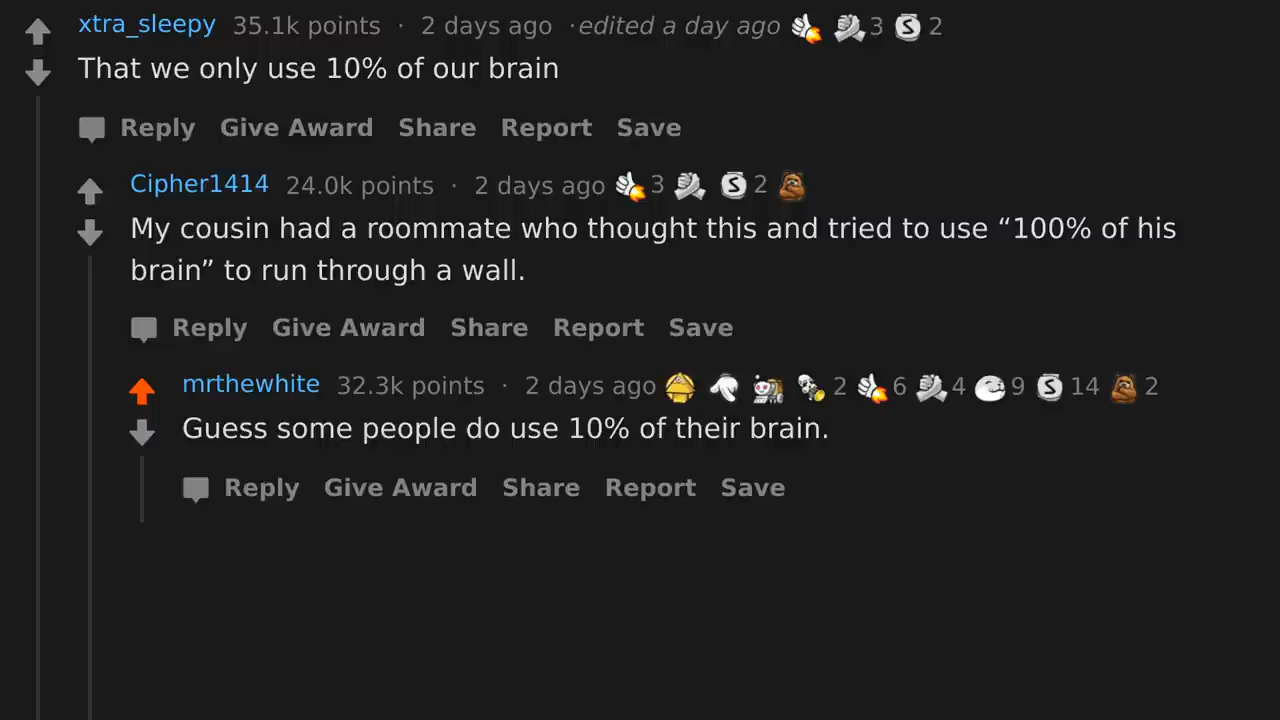 xtra_sleepy 35.1k points · 2 days ago ·edited a day ago 3 2
That we only use 10% of our brain
Reply Give Award Share Report Save
Cipher1414 24.0k points · 2 days ago 3 2
My cousin had a roommate who thought this and tried to use “100% of his
brain” to run through a wall.
Reply Give Award Share Report Save
mrthewhite 32.3k points · 2 days ago 2 6 4 9 14 2
Guess some people do use 10% of their brain.
Reply Give Award Share Report Save